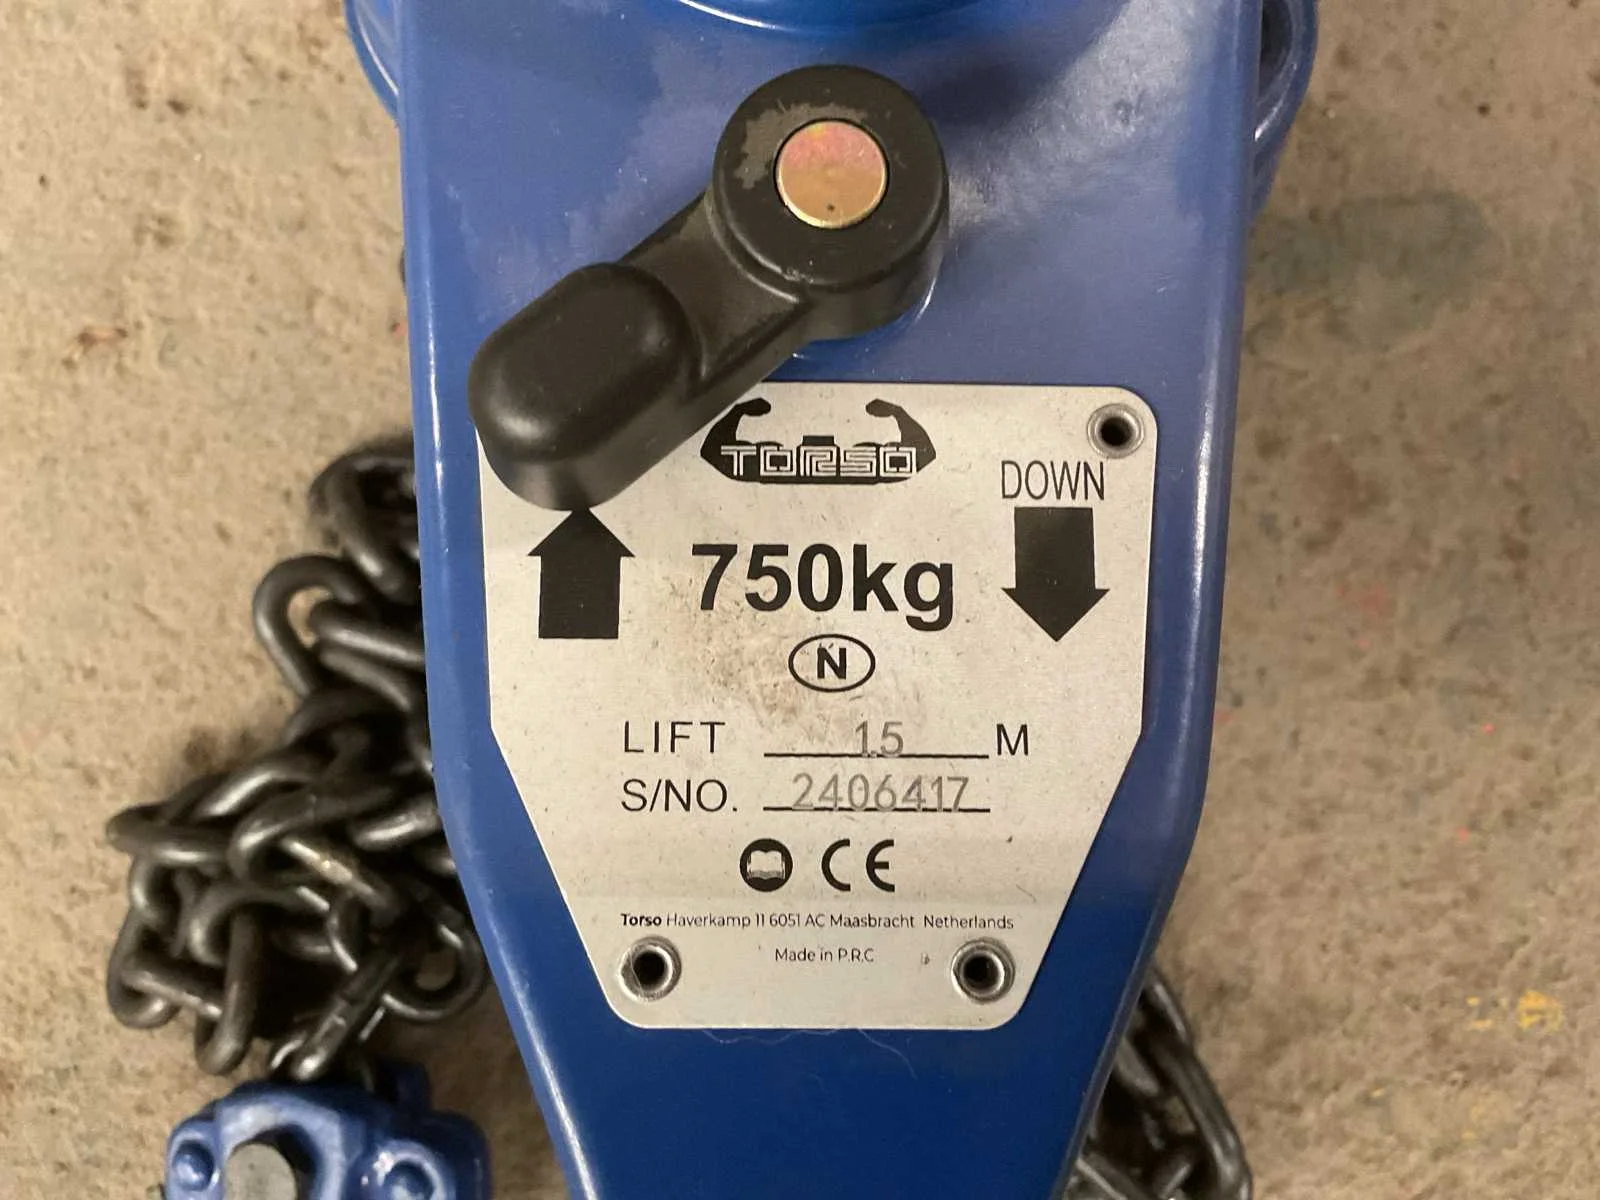 TORSO
DOWN
750kg
N
LIFT 1.5 M
S/NO. 2406417
CE
Torso Haverkamp 11 6051 AC Maasbracht Netherlands
Made in P.R.C